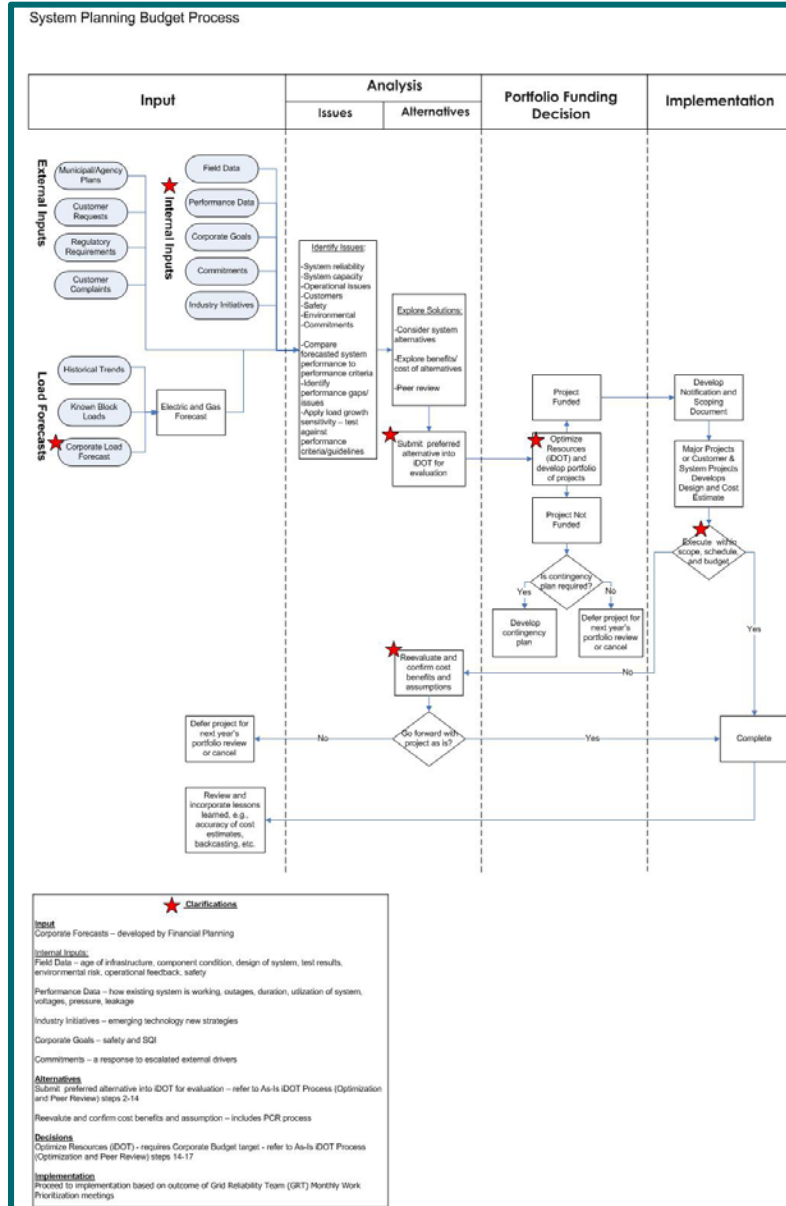 System Planning Budget Process
Input
Analysis
Issues
Alternatives
Portfolio Funding
Decision
Implementation
External Inputs
Municipal/Agency
Plans
Customer
Requests
Regulatory
Requirements
Customer
Complaints
Internal Inputs
Field Data
Performance Data
Corporate Goals
Commitments
Industry Initiatives
Load Forecasts
Historical Trends
Known Block
Loads
Corporate Load
Forecast
Electric and Gas
Forecast
Identify Issues:
-System reliability
-System capacity
-Operational issues
-Customers
-Safety
-Environmental
-Commitments
-Compare
forecasted system
performance to
performance criteria
-Identify
performance gaps/
issues
-Apply load growth
sensitivity – test
against
performance
criteria/guidelines
Explore Solutions:
-Consider system
alternatives
-Explore benefits/
cost of alternatives
-Peer review
Submit preferred
alternative into
iDOT for
evaluation
Project
Funded
Optimize
Resources
(iDOT) and
develop portfolio
of projects
Project Not
Funded
Is contingency
plan required?
Yes
No
Develop
contingency
plan
Defer project for
next year's
portfolio review
or cancel
Develop
Notification and
Scoping
Document
Major Projects
or Customer &
System Projects
Develops
Design and Cost
Estimate
Execute within
scope, schedule,
and budget
Yes
No
Reevaluate and
confirm cost
benefits and
assumptions
Go forward with
project as is?
No
Yes
Defer project for
next year's
portfolio review
or cancel
Complete
Review and
incorporate lessons
learned, e.g.,
accuracy of cost
estimates,
backcasting, etc.
Clarifications
Input
Corporate Forecasts – developed by Financial Planning
Internal Inputs:
Field Data – age of infrastructure, component condition, design of system, test results,
environmental risk, operational feedback, safety
Performance Data – how existing system is working, outages, duration, utlization of system,
voltages, pressure, leakage
Industry Initiatives – emerging technology new strategies
Corporate Goals – safety and SQI
Commitments – a response to escalated external drivers
Alternatives
Submit preferred alternative into iDOT for evaluation – refer to As-Is iDOT Process (Optimization
and Peer Review) steps 2-14
Reevalute and confirm cost benefits and assumption – includes PCR process
Decisions
Optimize Resources (iDOT) - requires Corporate Budget target - refer to As-Is iDOT Process
(Optimization and Peer Review) steps 14-17
Implementation
Proceed to implementation based on outcome of Grid Reliability Team (GRT) Monthly Work
Prioritization meetings